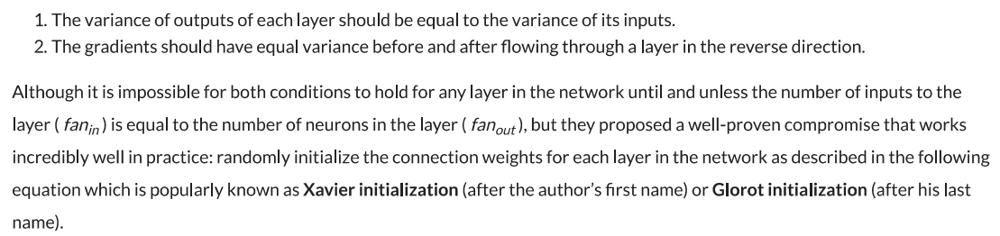 1. The variance of outputs of each layer should be equal to the variance of its inputs.
2. The gradients should have equal variance before and after flowing through a layer in the reverse direction.
Although it is impossible for both conditions to hold for any layer in the network until and unless the number of inputs to the
layer ( fan_in ) is equal to the number of neurons in the layer ( fan_out ), but they proposed a well-proven compromise that works
incredibly well in practice: randomly initialize the connection weights for each layer in the network as described in the following
equation which is popularly known as Xavier initialization (after the author’s first name) or Glorot initialization (after his last
name).